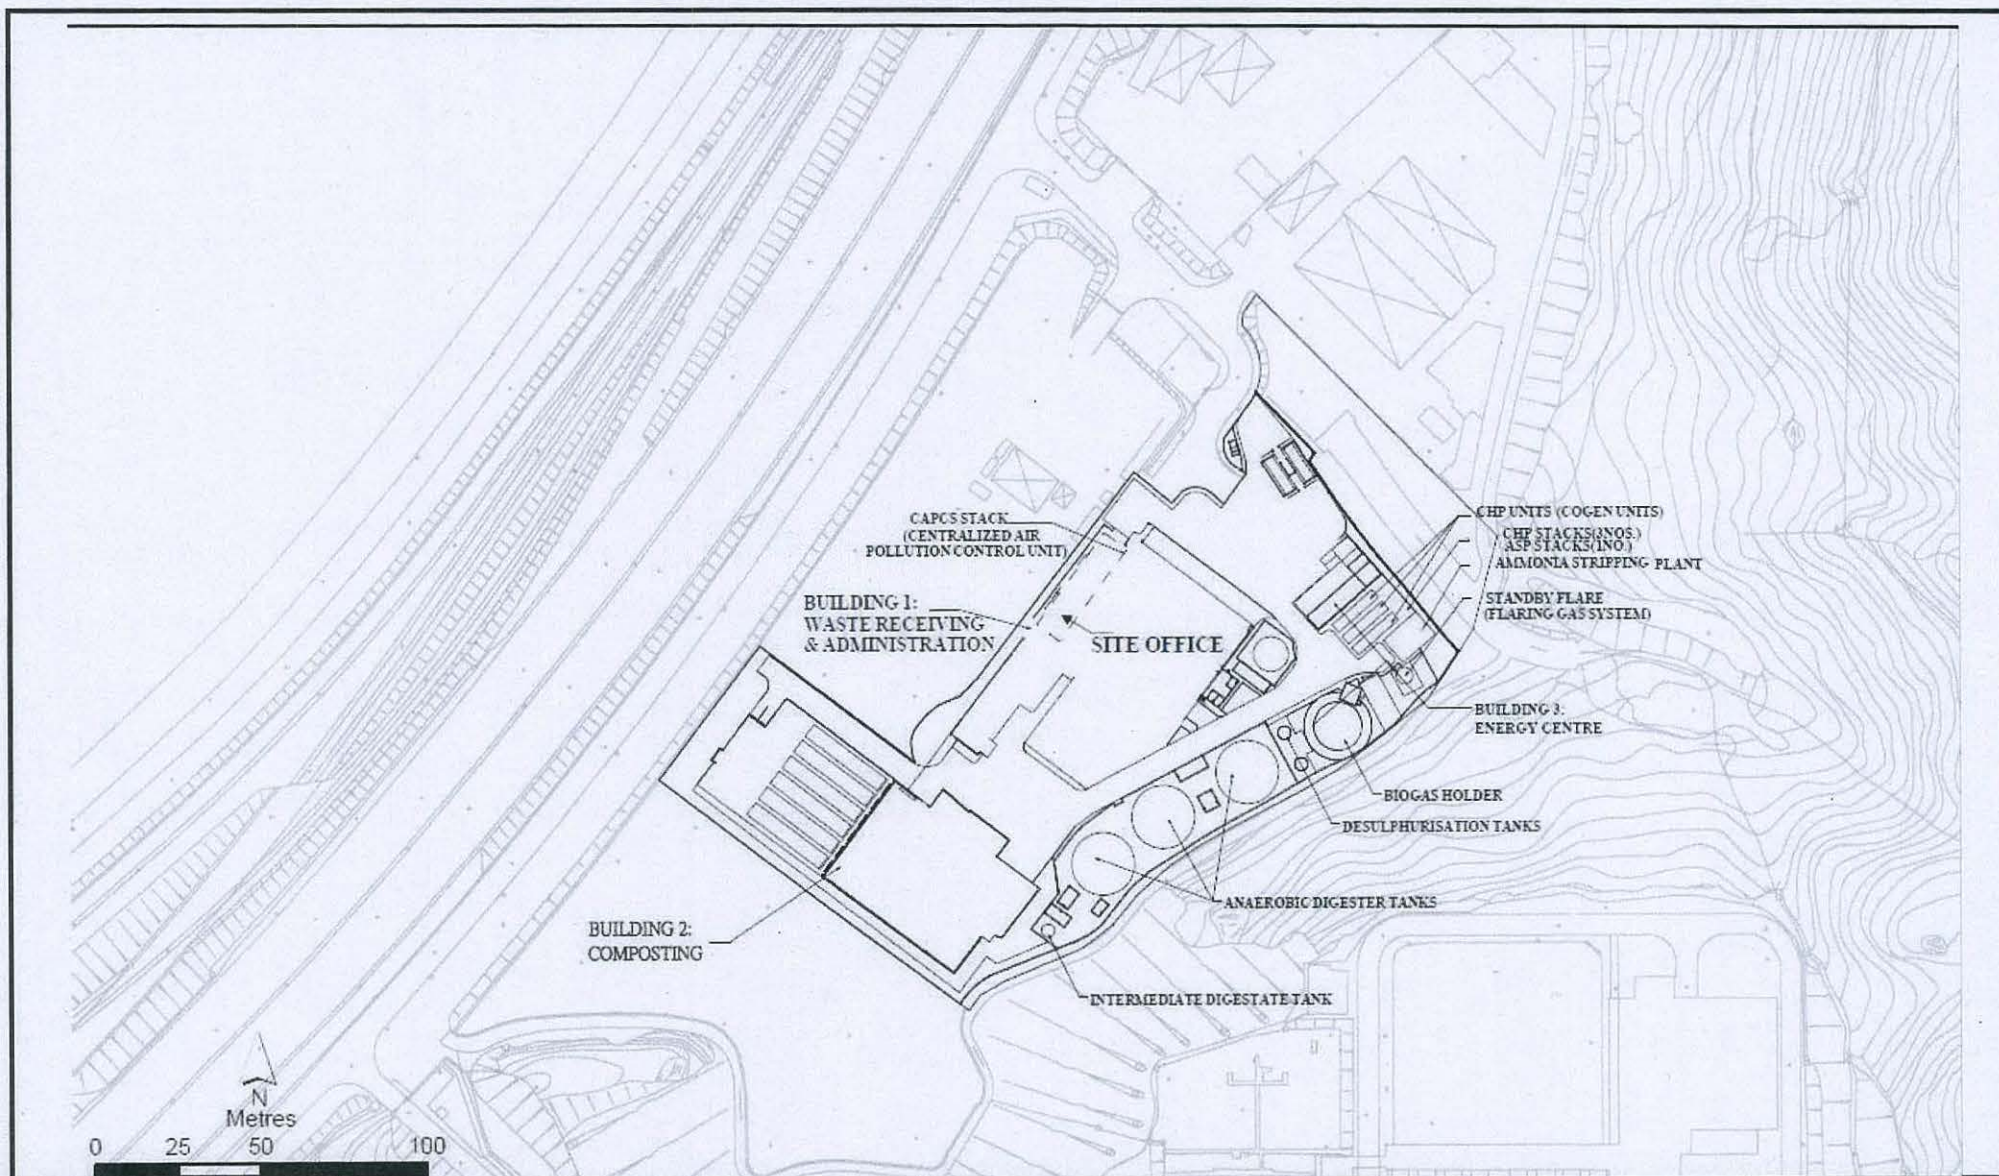 CAPCS STACK
(CENTRALIZED AIR
POLLUTION CONTROL UNIT)
BUILDING 1:
WASTE RECEIVING
& ADMINISTRATION
SITE OFFICE
CHP UNITS (COGEN UNITS)
CHP STACKS(3NOS.)
ASP STACKS(1NO.)
AMMONIA STRIPPING PLANT
STANDBY FLARE
(FLARING GAS SYSTEM)
BUILDING 3:
ENERGY CENTRE
BIOGAS HOLDER
DESULPHURISATION TANKS
ANAEROBIC DIGESTER TANKS
BUILDING 2:
COMPOSTING
INTERMEDIATE DIGESTATE TANK
N
Metres
0 25 50 100